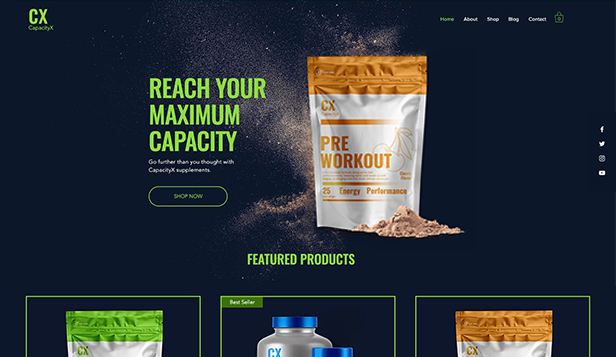 CX
CapacityX
Home About Shop Blog Contact
0
REACH YOUR
MAXIMUM
CAPACITY
Go further than you thought with
CapacityX supplements.
SHOP NOW
CX
CapacityX
PRE
WORKOUT
25 Energy Performance
FEATURED PRODUCTS
Best Seller
CX